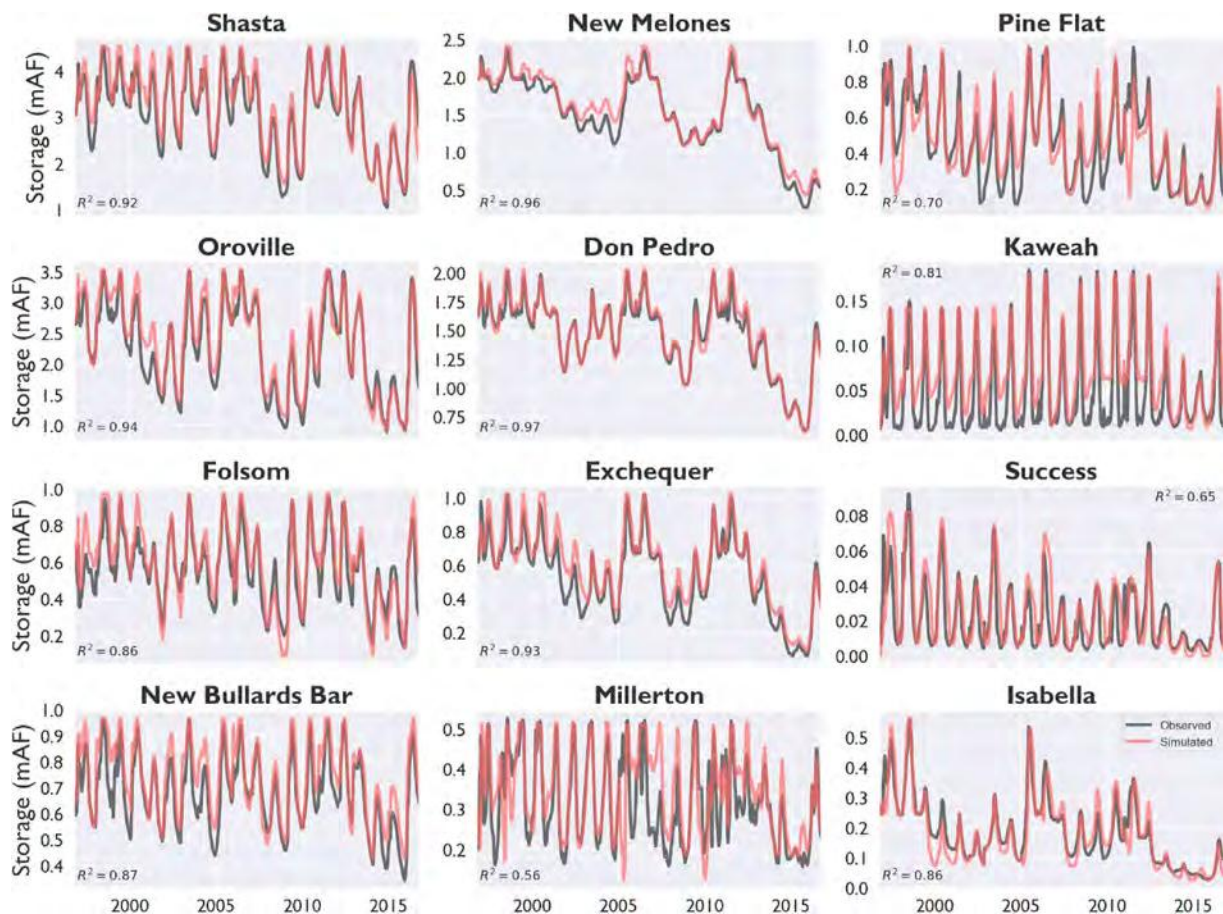 Shasta
New Melones
Pine Flat
Storage (mAF)
4
3
2
1
R² = 0.92
2.5
2.0
1.5
1.0
0.5
R² = 0.96
1.0
0.8
0.6
0.4
0.2
R² = 0.70
Oroville
Don Pedro
Kaweah
Storage (mAF)
3.5
3.0
2.5
2.0
1.5
1.0
R² = 0.94
2.00
1.75
1.50
1.25
1.00
0.75
R² = 0.97
R² = 0.81
0.15
0.10
0.05
0.00
Folsom
Exchequer
Success
Storage (mAF)
1.0
0.8
0.6
0.4
0.2
R² = 0.86
1.0
0.8
0.6
0.4
0.2
R² = 0.93
R² = 0.65
0.08
0.06
0.04
0.02
0.00
New Bullards Bar
Millerton
Isabella
Storage (mAF)
1.0
0.9
0.8
0.7
0.6
0.5
0.4
R² = 0.87
2000 2005 2010 2015
0.5
0.4
0.3
0.2
R² = 0.56
2000 2005 2010 2015
Observed
Simulated
0.5
0.4
0.3
0.2
0.1
0.0
R² = 0.86
2000 2005 2010 2015